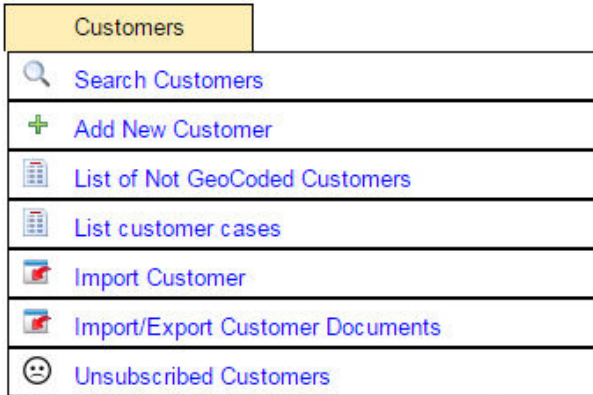 Customers
Search Customers
Add New Customer
List of Not GeoCoded Customers
List customer cases
Import Customer
Import/Export Customer Documents
Unsubscribed Customers